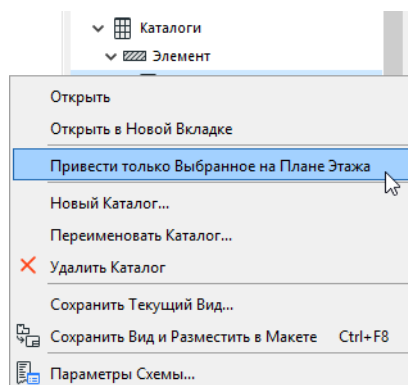 Каталоги
Элемент
Открыть
Открыть в Новой Вкладке
Привести только Выбранное на Плане Этажа
Новый Каталог...
Переименовать Каталог...
Удалить Каталог
Сохранить Текущий Вид...
Сохранить Вид и Разместить в Макете Ctrl+F8
Параметры Схемы...